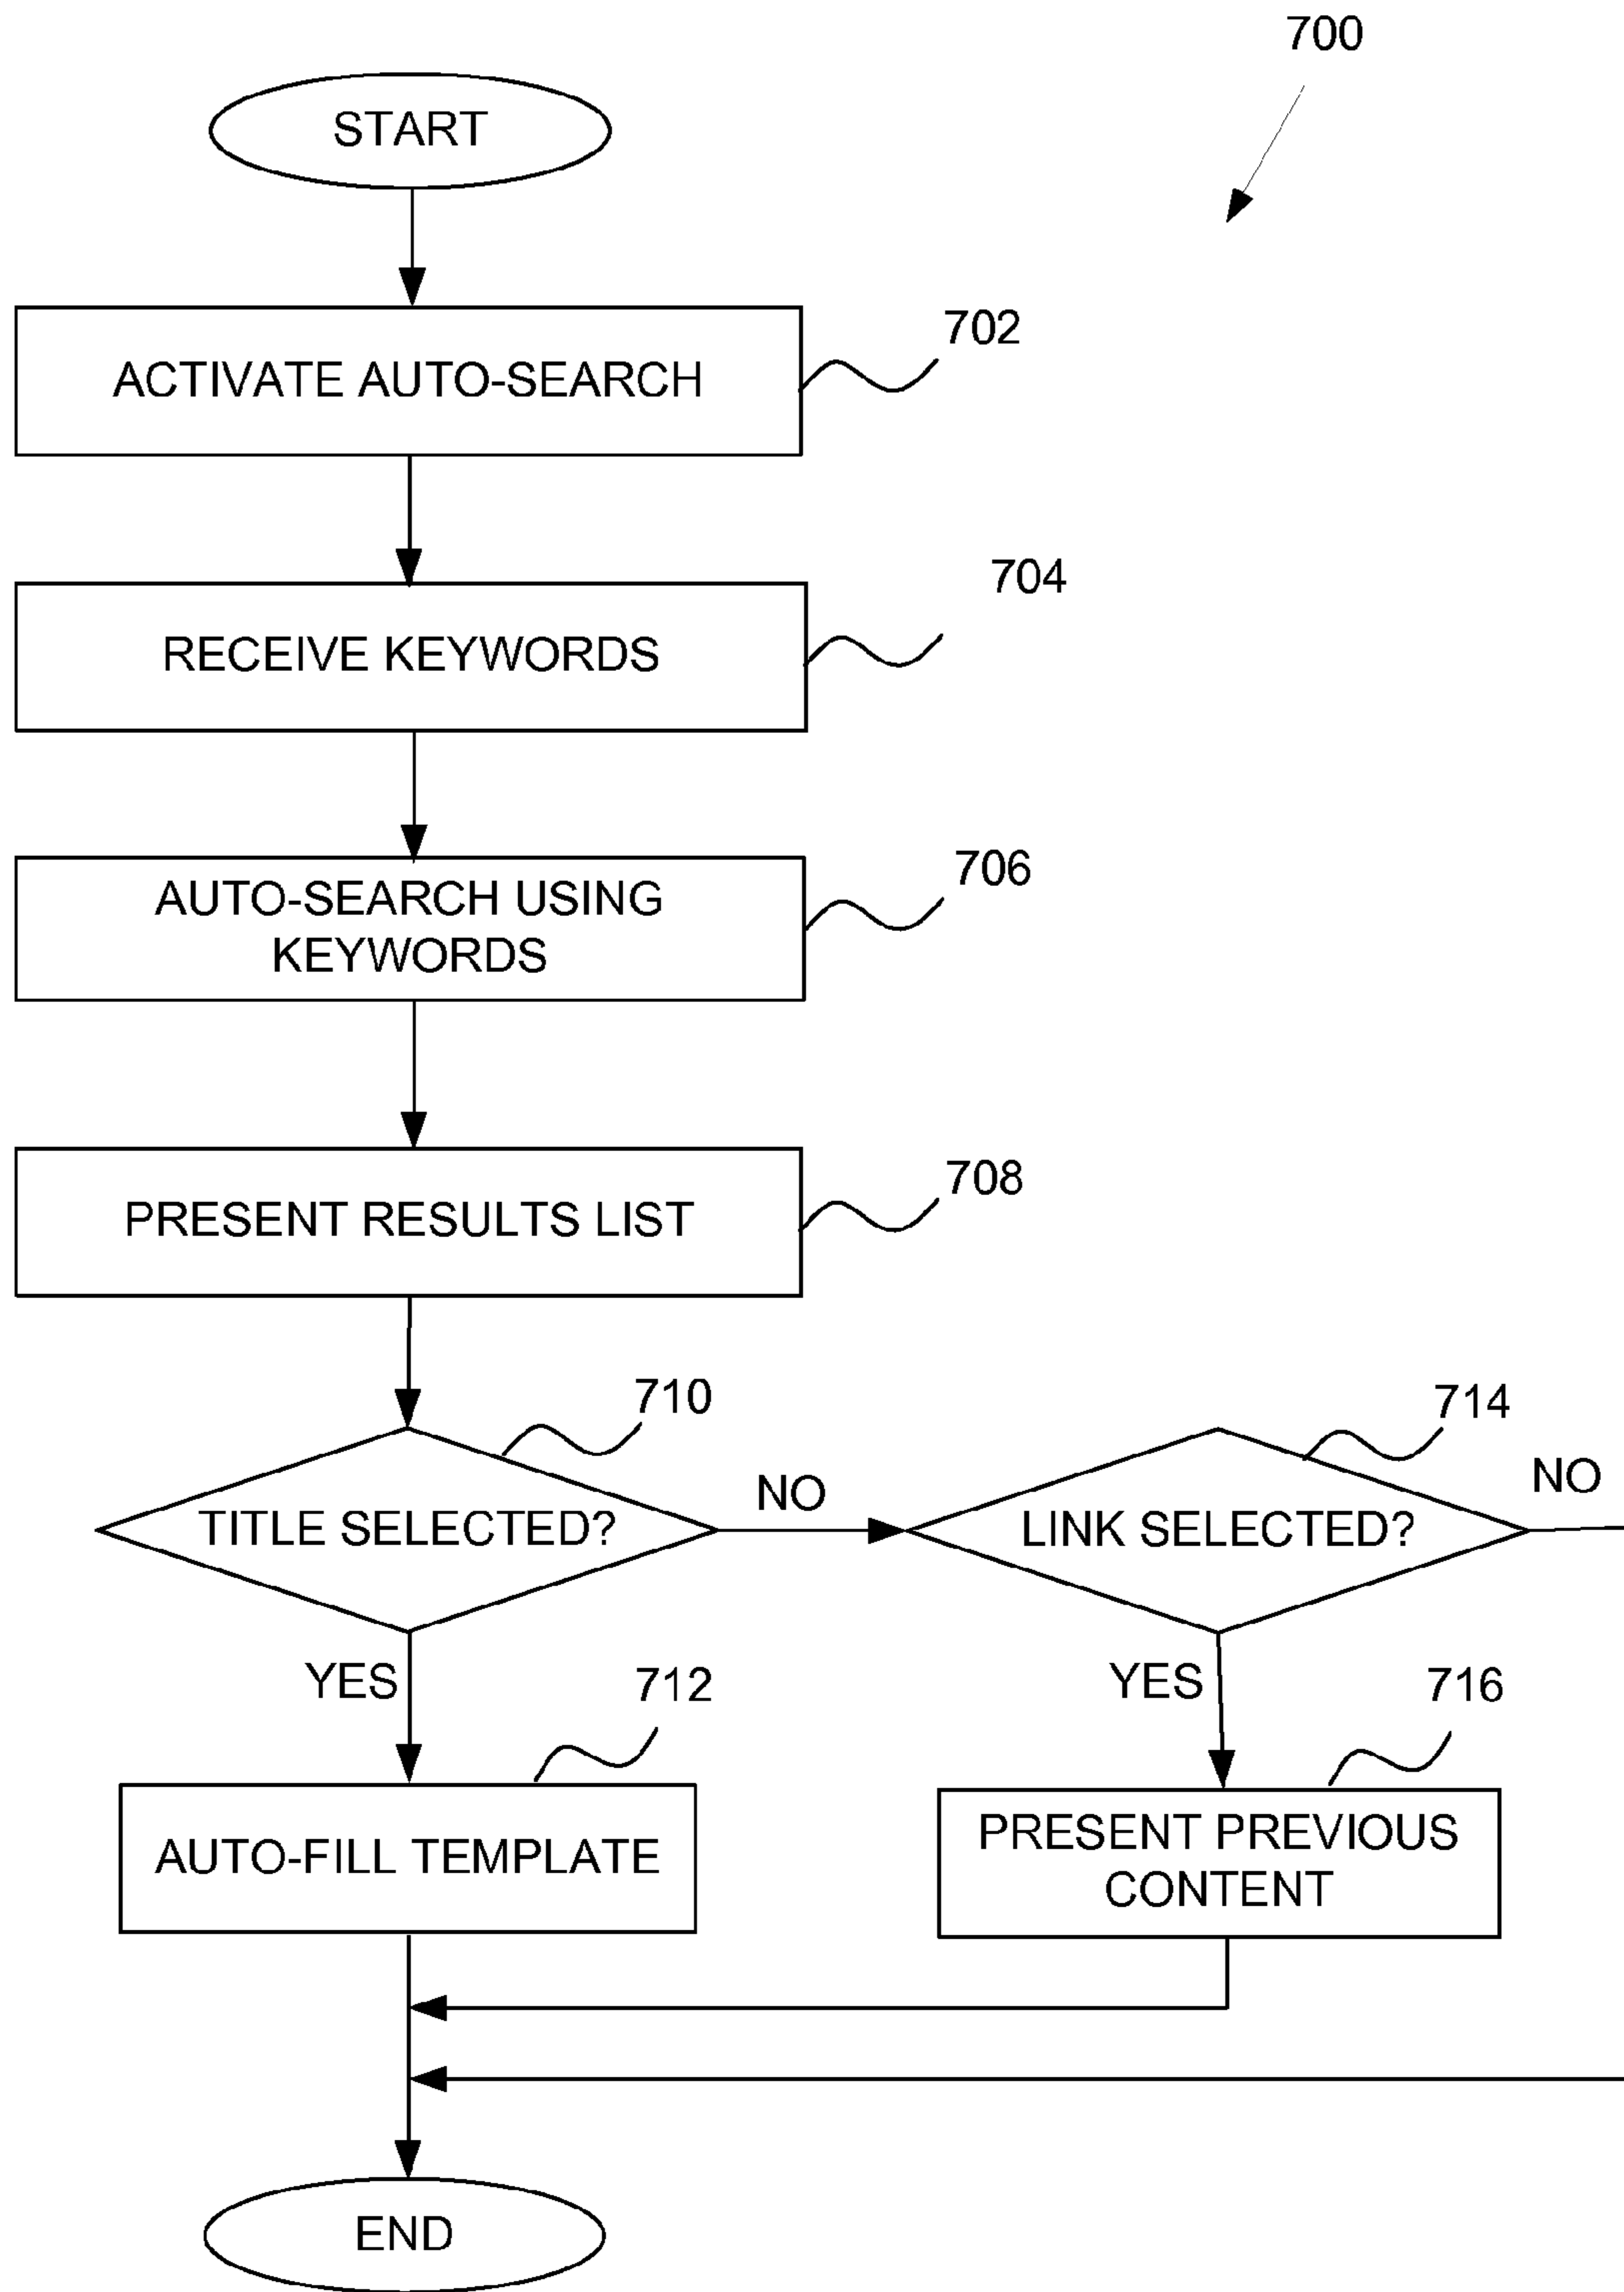 700
START
702
ACTIVATE AUTO-SEARCH
704
RECEIVE KEYWORDS
706
AUTO-SEARCH USING
KEYWORDS
708
PRESENT RESULTS LIST
710
714
NO
NO
TITLE SELECTED?
LINK SELECTED?
YES
712
YES
716
AUTO-FILL TEMPLATE
PRESENT PREVIOUS
CONTENT
END